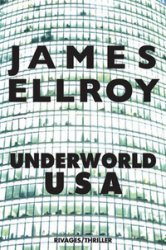 JAMES
ELLROY
UNDERWORLD
USA
RIVAGES/THRILLER